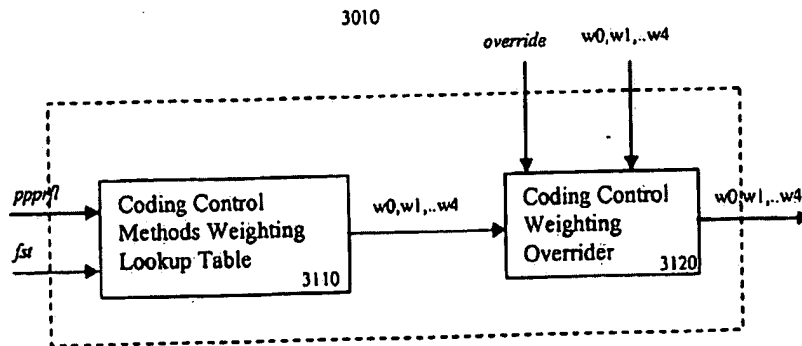 3010
override
w0,w1,..w4
ppprfl
fst
Coding Control
Methods Weighting
Lookup Table
3110
w0,w1,..w4
Coding Control
Weighting
Overrider
3120
w0,w1,..w4